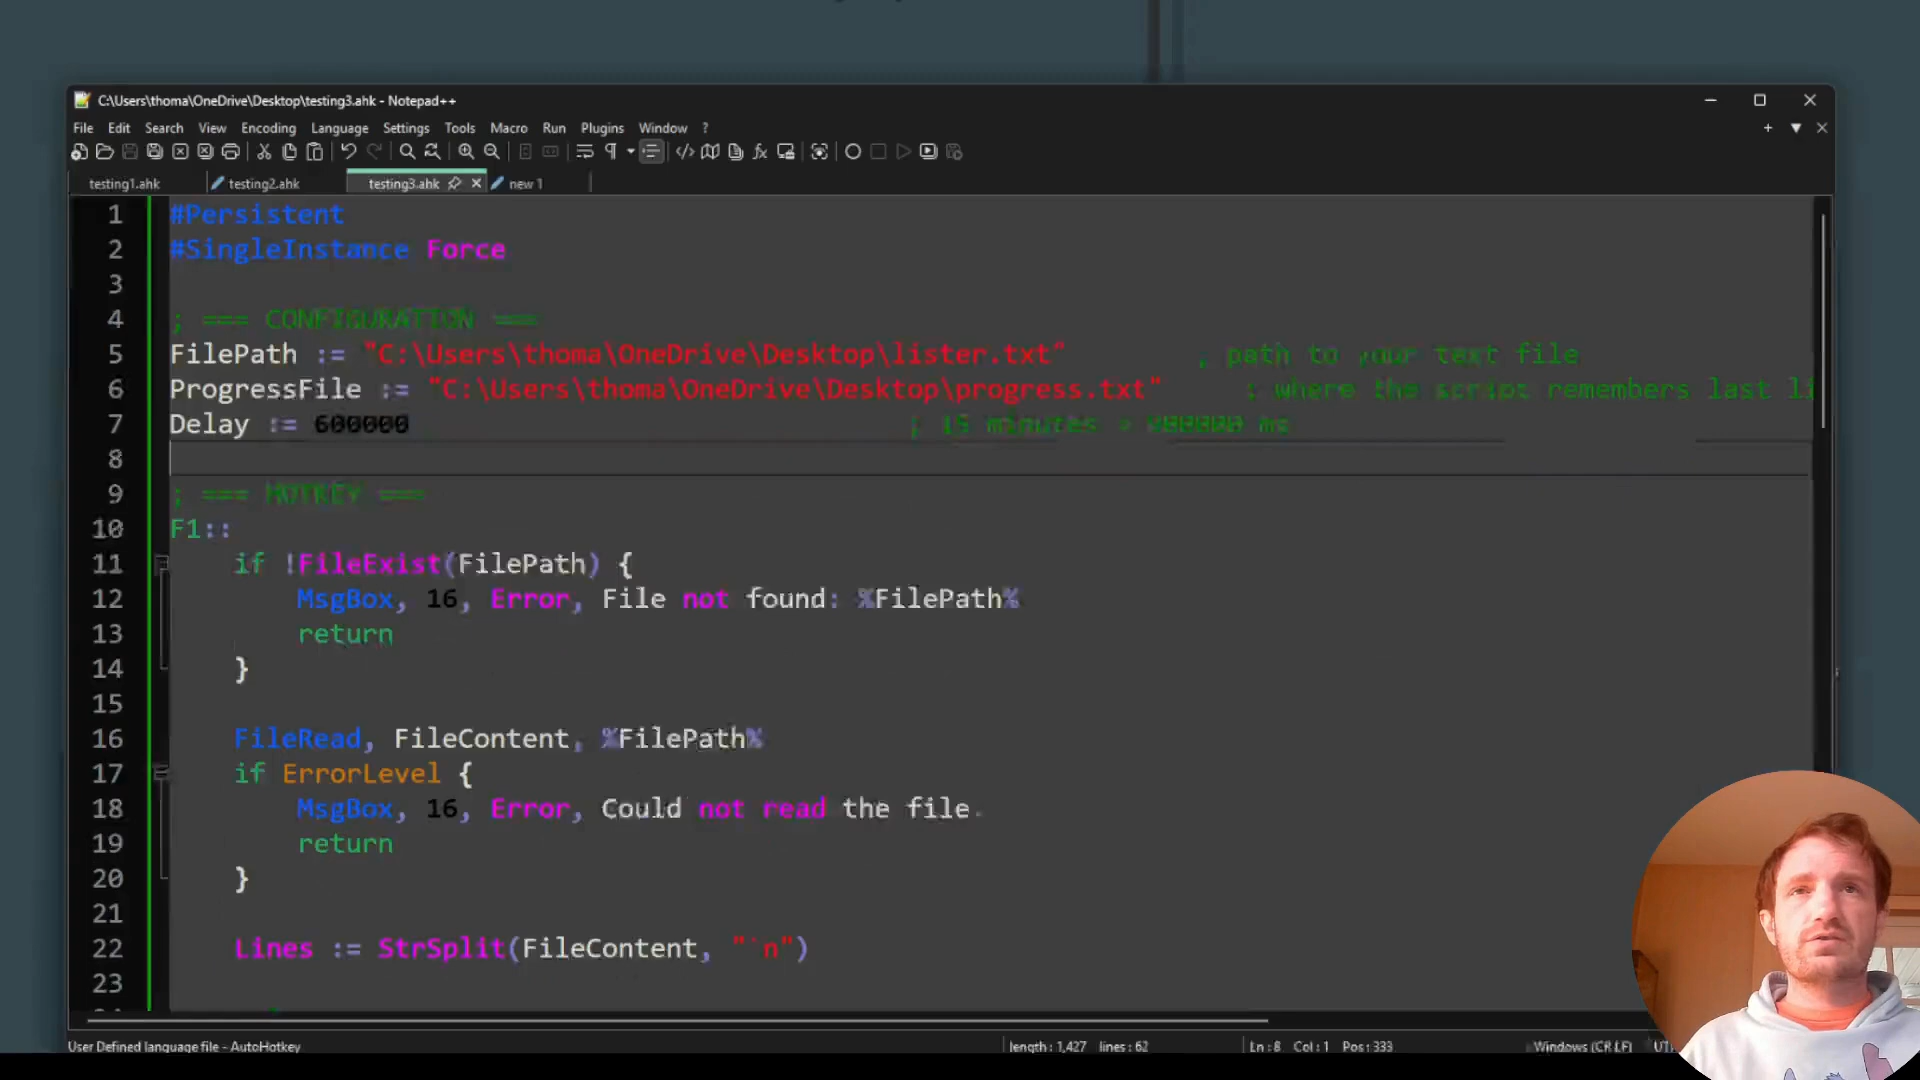 C:\Users\thoma\OneDrive\Desktop\testing3.ahk - Notepad++
File Edit Search View Encoding Language Settings Tools Macro Run Plugins Window ?
testing1.ahk testing2.ahk testing3.ahk new 1
1 #Persistent
2 #SingleInstance Force
3
4 ; === CONFIGURATION ===
5 FilePath := "C:\Users\thoma\OneDrive\Desktop\lister.txt" ; path to your text file
6 ProgressFile := "C:\Users\thoma\OneDrive\Desktop\progress.txt" ; where the script remembers last li
7 Delay := 600000 ; 15 minutes = 900000 ms
8
9 ; === HOTKEY ===
10 F1::
11 if !FileExist(FilePath) {
12 MsgBox, 16, Error, File not found: %FilePath%
13 return
14 }
15
16 FileRead, FileContent, %FilePath%
17 if ErrorLevel {
18 MsgBox, 16, Error, Could not read the file.
19 return
20 }
21
22 Lines := StrSplit(FileContent, "`n")
23
User Defined language file - AutoHotkey length : 1,427 lines : 62 Ln : 8 Col : 1 Pos : 333 Windows (CR LF)